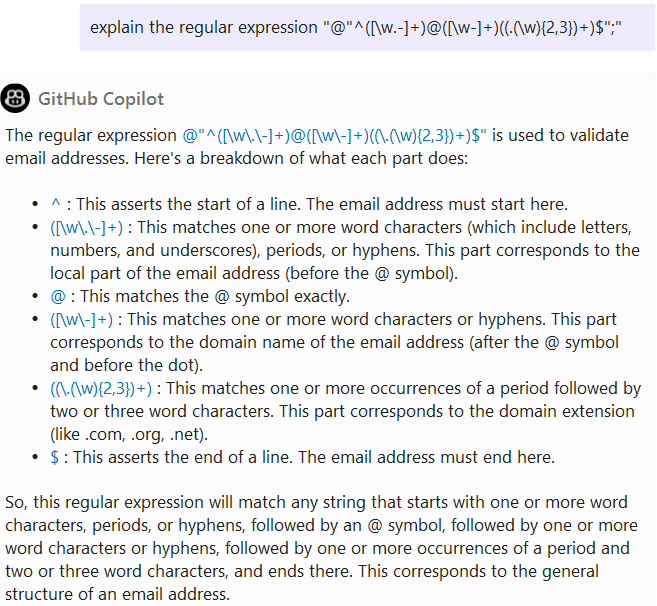 explain the regular expression "@"^([\w.-]+)@([\w-]+)((.(\w){2,3})+)$";"
GitHub Copilot
The regular expression @"^([\w\.\-]+)@([\w\-]+)((\.(\w){2,3})+)$" is used to validate
email addresses. Here's a breakdown of what each part does:
• ^ : This asserts the start of a line. The email address must start here.
• ([\w\.\-]+) : This matches one or more word characters (which include letters,
numbers, and underscores), periods, or hyphens. This part corresponds to the
local part of the email address (before the @ symbol).
• @ : This matches the @ symbol exactly.
• ([\w\-]+) : This matches one or more word characters or hyphens. This part
corresponds to the domain name of the email address (after the @ symbol
and before the dot).
• ((\.(\w){2,3})+) : This matches one or more occurrences of a period followed by
two or three word characters. This part corresponds to the domain extension
(like .com, .org, .net).
• $ : This asserts the end of a line. The email address must end here.
So, this regular expression will match any string that starts with one or more word
characters, periods, or hyphens, followed by an @ symbol, followed by one or more
word characters or hyphens, followed by one or more occurrences of a period and
two or three word characters, and ends there. This corresponds to the general
structure of an email address.